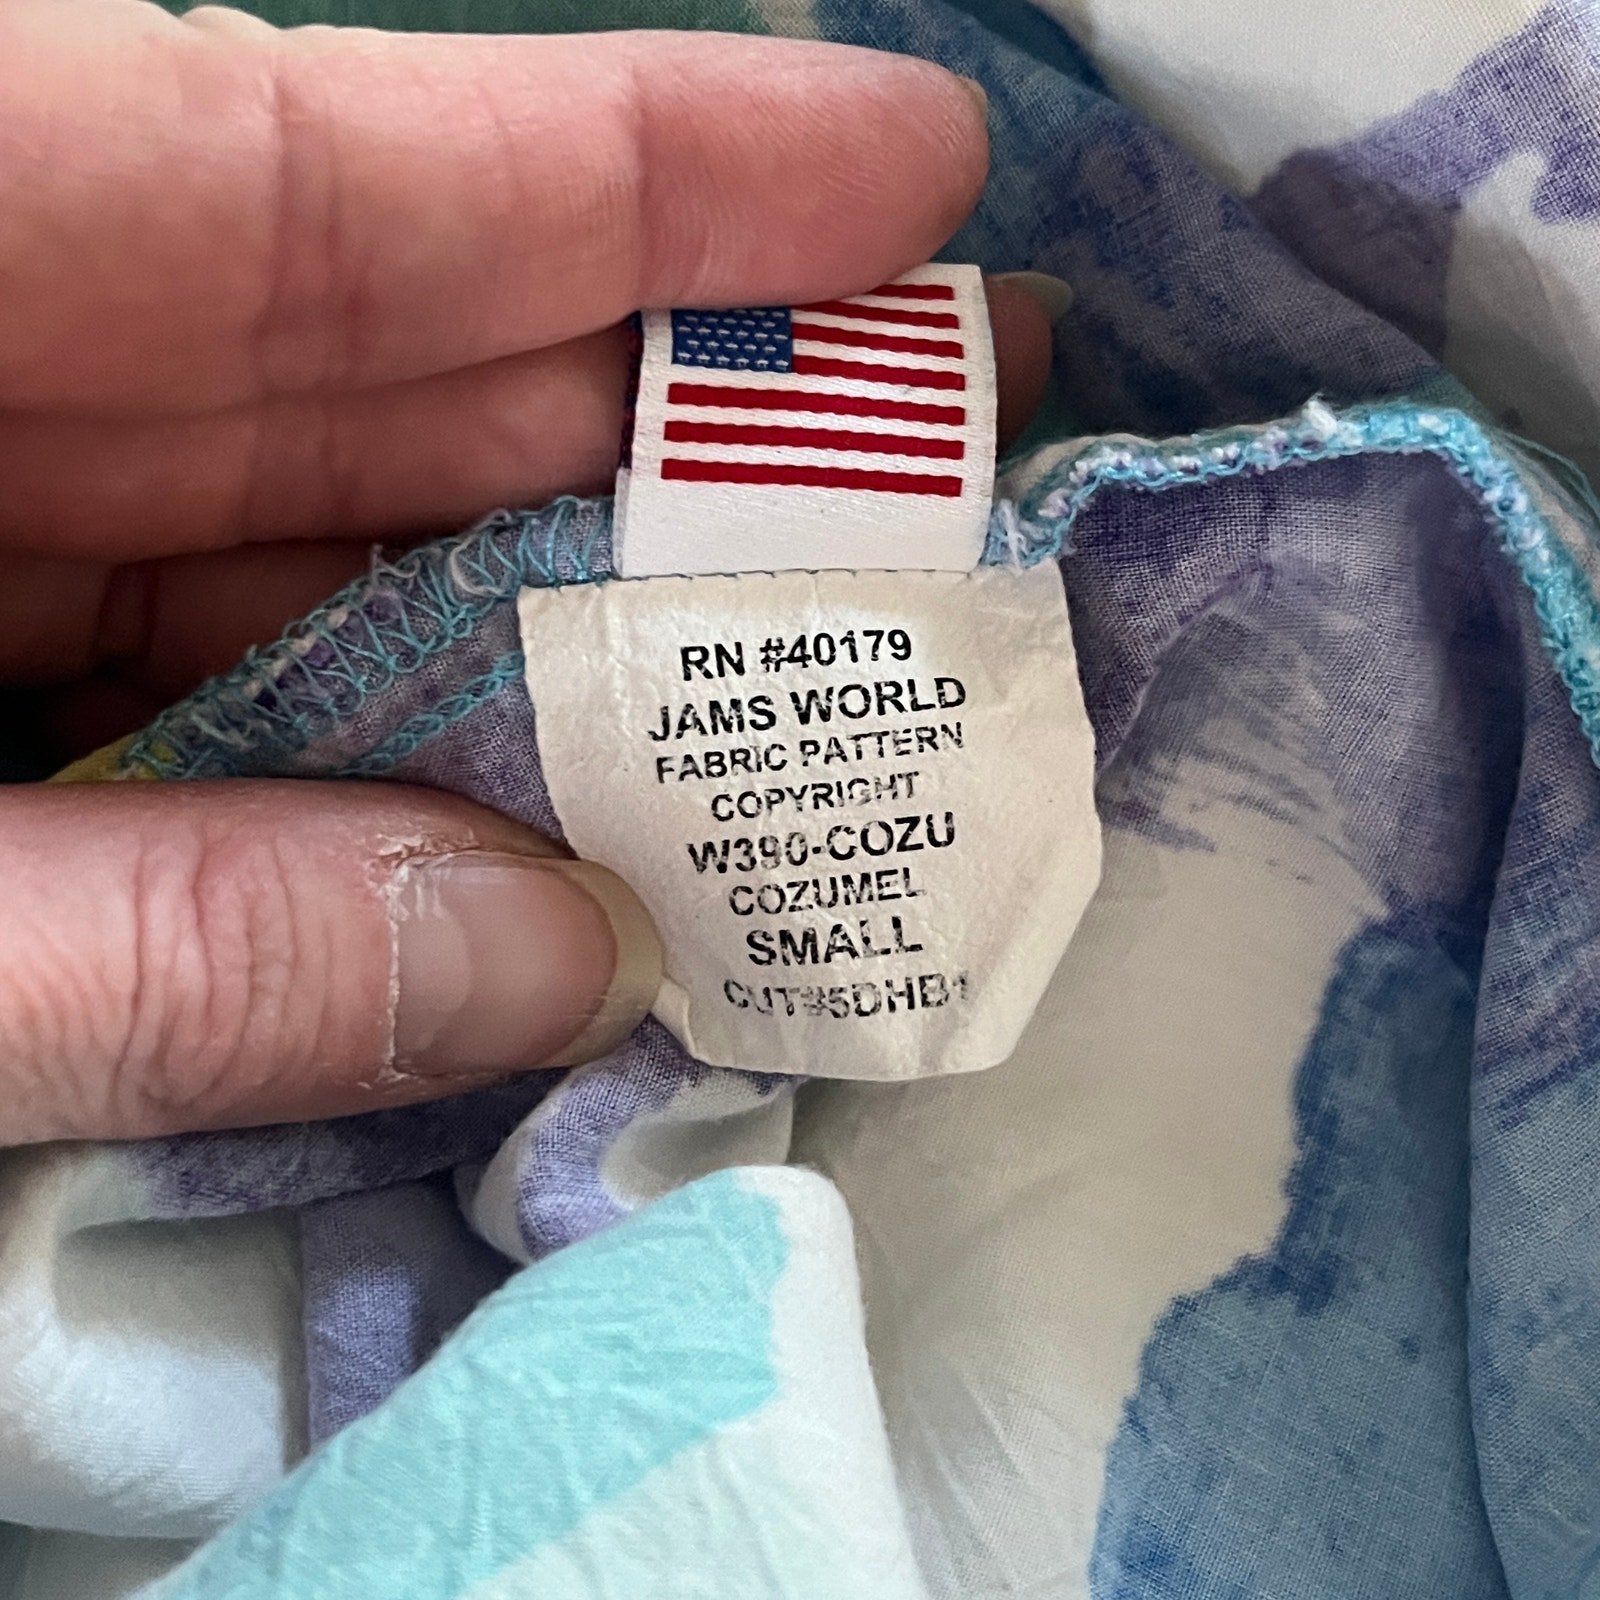 RN #40179
JAMS WORLD
FABRIC PATTERN
COPYRIGHT
W390-COZU
COZUMEL
SMALL
CUT#5DHB1